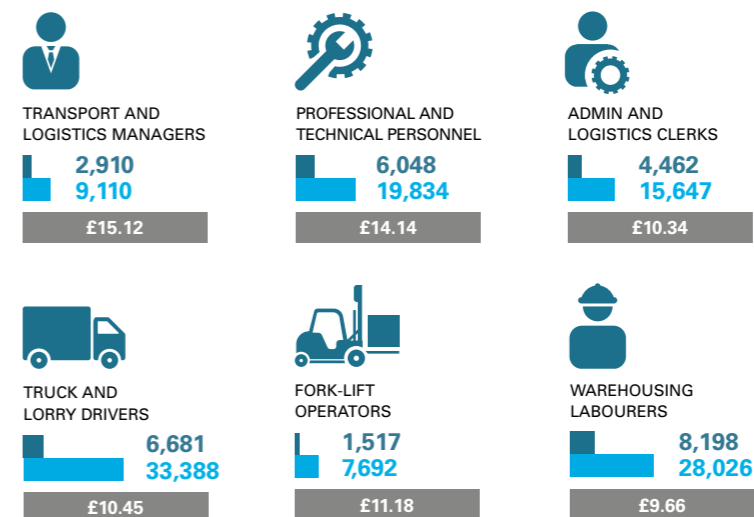 TRANSPORT AND
LOGISTICS MANAGERS
2,910
9,110
£15.12
PROFESSIONAL AND
TECHNICAL PERSONNEL
6,048
19,834
£14.14
ADMIN AND
LOGISTICS CLERKS
4,462
15,647
£10.34
TRUCK AND
LORRY DRIVERS
6,681
33,388
£10.45
FORK-LIFT
OPERATORS
1,517
7,692
£11.18
WAREHOUSING
LABOURERS
8,198
28,026
£9.66